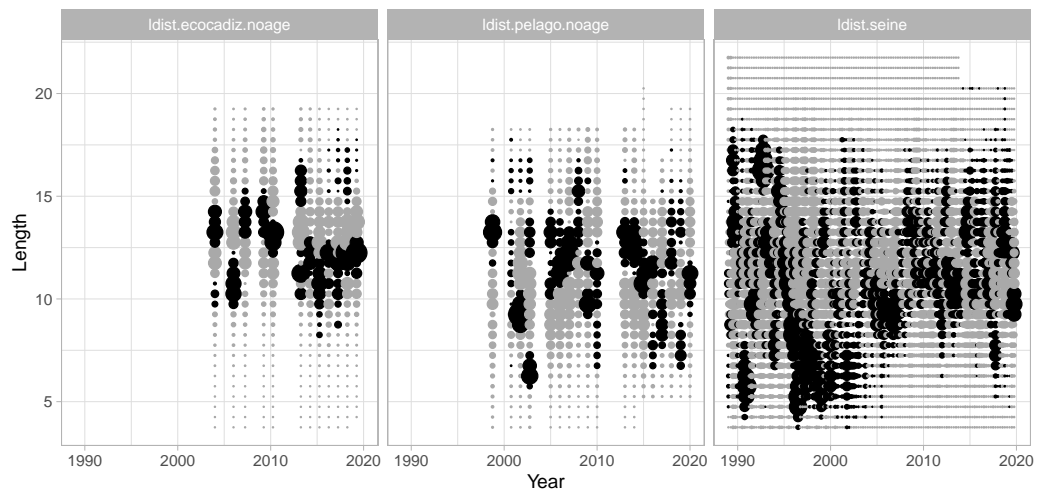 ldist.ecocadiz.noage ldist.pelago.noage ldist.seine
20
15
10
5
Length
1990 2000 2010 2020 1990 2000 2010 2020 1990 2000 2010 2020
Year